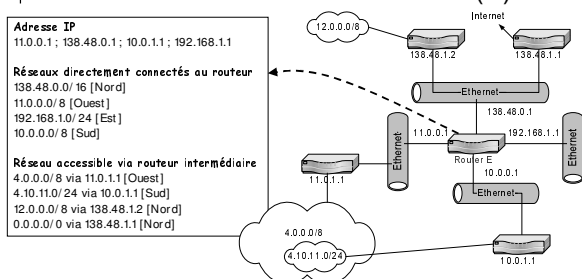 Adresse IP
11.0.0.1 ; 138.48.0.1 ; 10.0.1.1 ; 192.168.1.1
Réseaux directement connectés au routeur
138.48.0.0/16 [Nord]
11.0.0.0/8 [Ouest]
192.168.1.0/24 [Est]
10.0.0.0/8 [Sud]
Réseau accessible via routeur intermédiaire
4.0.0.0/8 via 11.0.1.1 [Ouest]
4.10.11.0/24 via 10.0.1.1 [Sud]
12.0.0.0/8 via 138.48.1.2 [Nord]
0.0.0.0/0 via 138.48.1.1 [Nord]
12.0.0.0/8
Internet
138.48.1.2
138.48.1.1
Ethernet
138.48.0.1
Ethernet
11.0.0.1
192.168.1.1
Ethernet
Router E
10.0.0.1
11.0.1.1
Ethernet
4.0.0.0/8
4.10.11.0/24
10.0.1.1